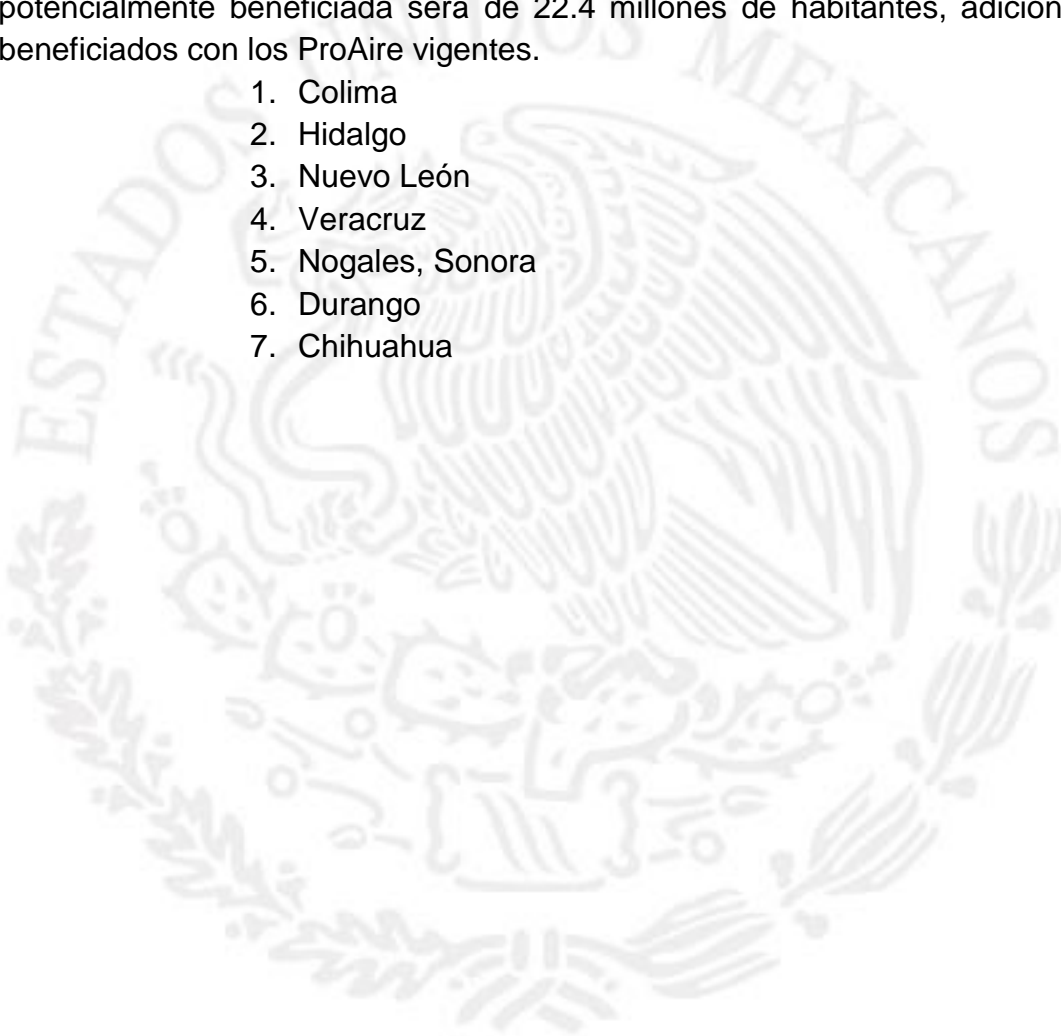 potencialmente beneficiada será de 22.4 millones de habitantes, adicion
beneficiados con los ProAire vigentes.
1. Colima
2. Hidalgo
3. Nuevo León
4. Veracruz
5. Nogales, Sonora
6. Durango
7. Chihuahua
ESTADOS UNIDOS MEXICANOS